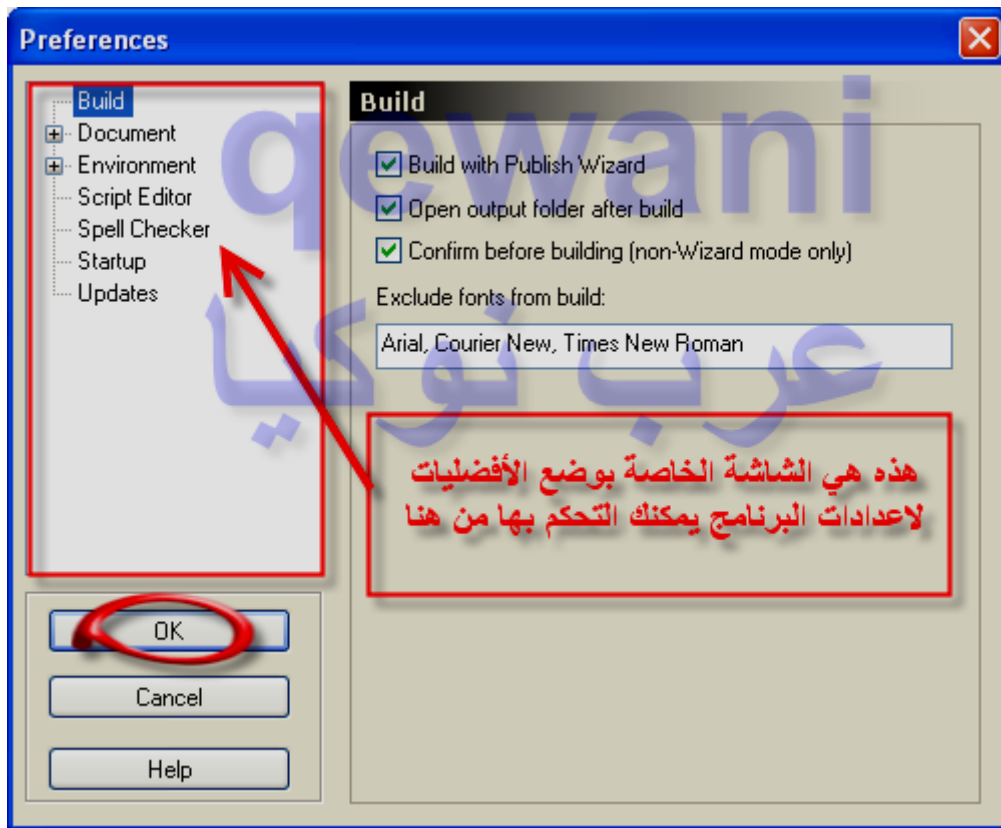 Preferences
Build
Document
Environment
Script Editor
Spell Checker
Startup
Updates
Build
Build with Publish Wizard
Open output folder after build
Confirm before building (non-Wizard mode only)
Exclude fonts from build:
Arial, Courier New, Times New Roman
هذه هي الشاشة الخاصة بوضع الأفضليات
لاعدادات البرنامج يمكنك التحكم بها من هنا
OK
Cancel
Help
qewani
عرب نوكيا